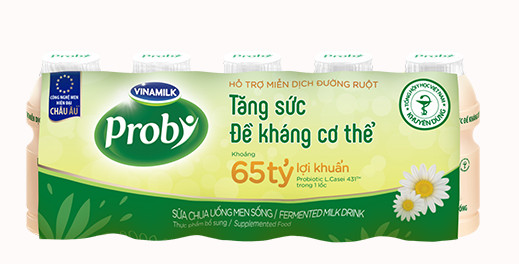 CÔNG NGHỆ MEN
HIỆN ĐẠI
CHÂU ÂU
VINAMILK
Proby
HỖ TRỢ MIỄN DỊCH ĐƯỜNG RUỘT
Tăng sức
Đề kháng cơ thể
Khoảng
65 tỷ lợi khuẩn
Probiotic L.Casei 431™
trong 1 lốc
TỔNG HỘI Y HỌC VIỆT NAM
KHUYÊN DÙNG
SỮA CHUA UỐNG MEN SỐNG / FERMENTED MILK DRINK
Thực phẩm bổ sung / Supplemented Food